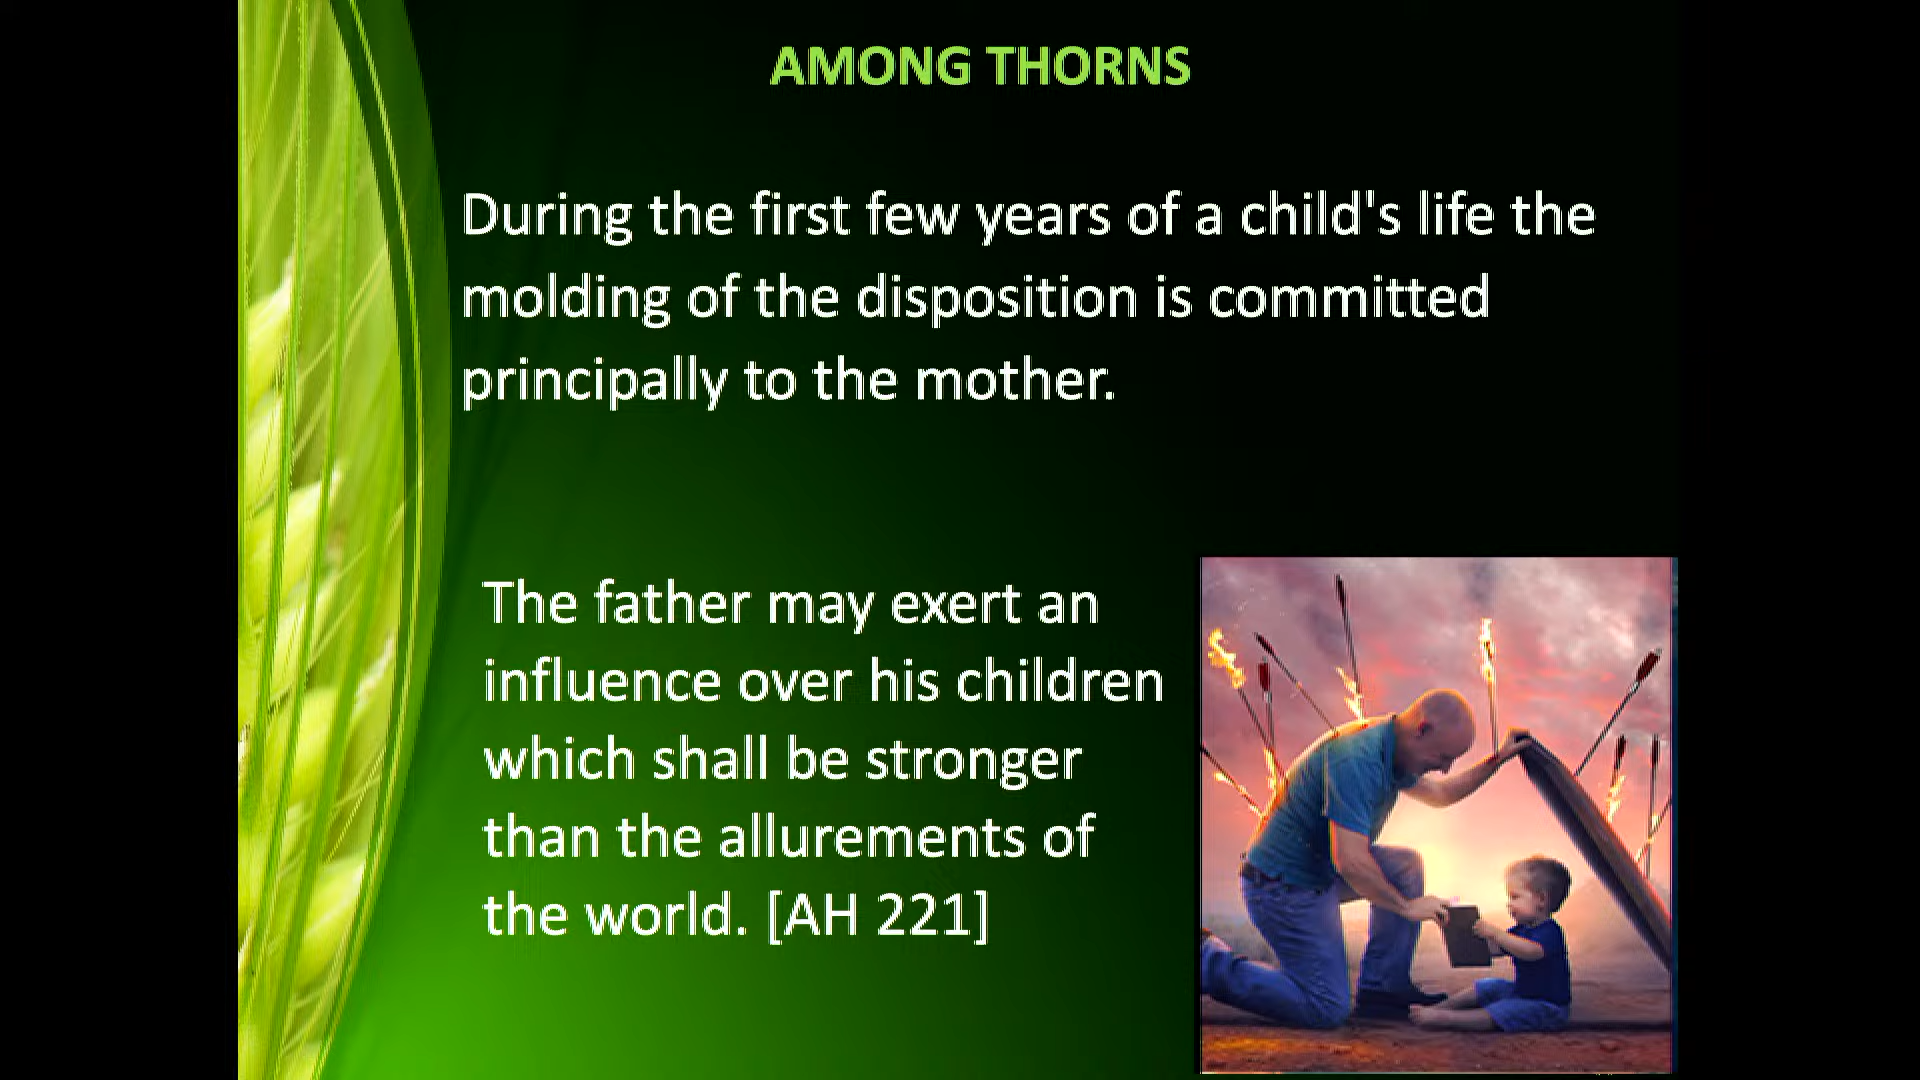 AMONG THORNS
During the first few years of a child's life the
molding of the disposition is committed
principally to the mother.
The father may exert an
influence over his children
which shall be stronger
than the allurements of
the world. [AH 221]